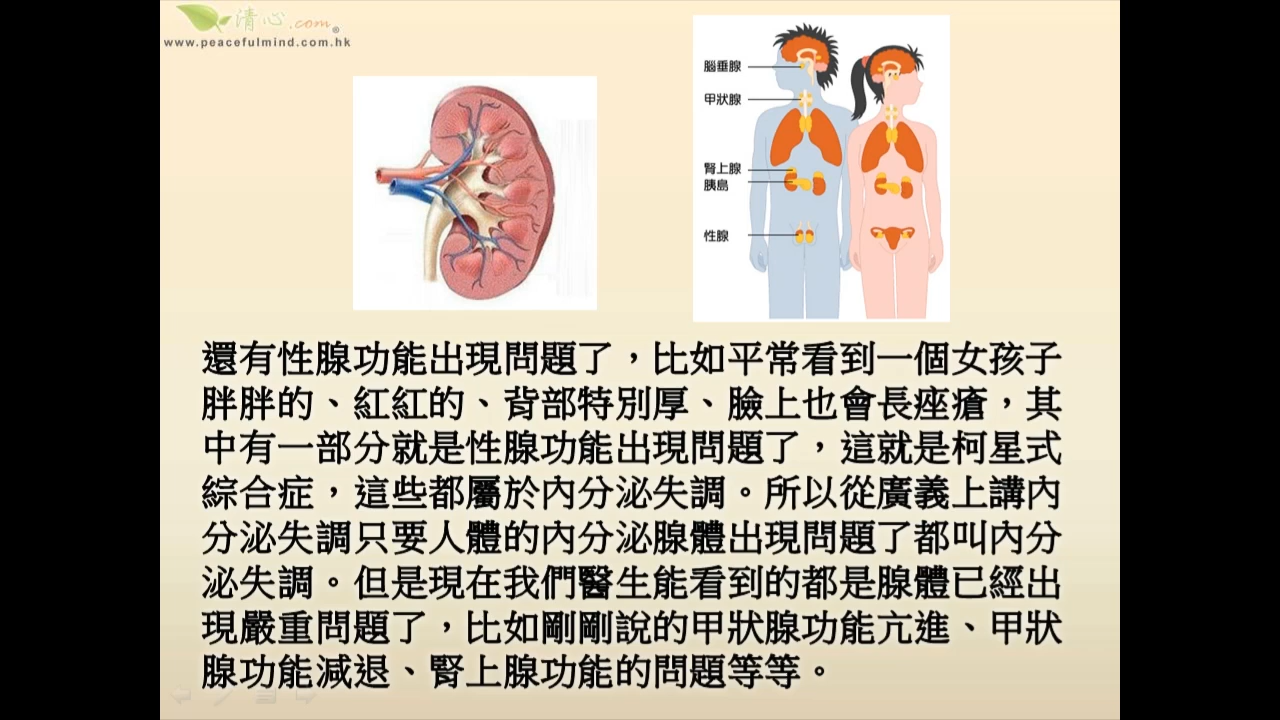 清心.com®
www.peacefulmind.com.hk
腦垂腺
甲狀腺
腎上腺
胰島
性腺
還有性腺功能出現問題了，比如平常看到一個女孩子
胖胖的、紅紅的、背部特別厚、臉上也會長痤瘡，其
中有一部分就是性腺功能出現問題了，這就是柯星式
綜合症，這些都屬於內分泌失調。所以從廣義上講內
分泌失調只要人體的內分泌腺體出現問題了都叫內分
泌失調。但是現在我們醫生能看到的都是腺體已經出
現嚴重問題了，比如剛剛說的甲狀腺功能亢進、甲狀
腺功能減退、腎上腺功能的問題等等。